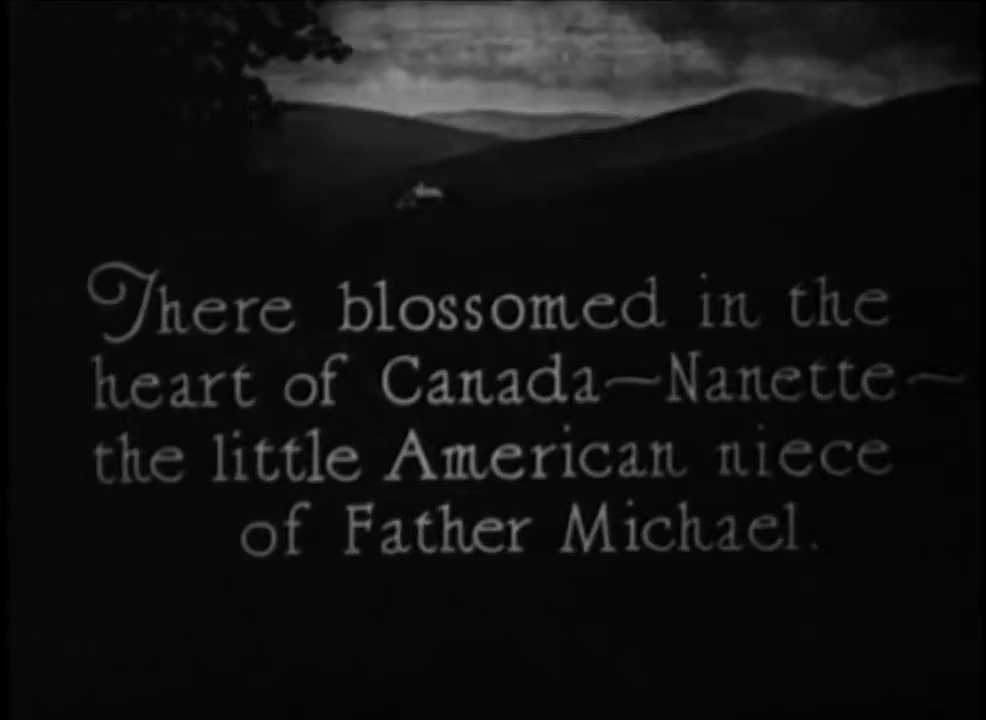 There blossomed in the
heart of Canada—Nanette—
the little American niece
of Father Michael.